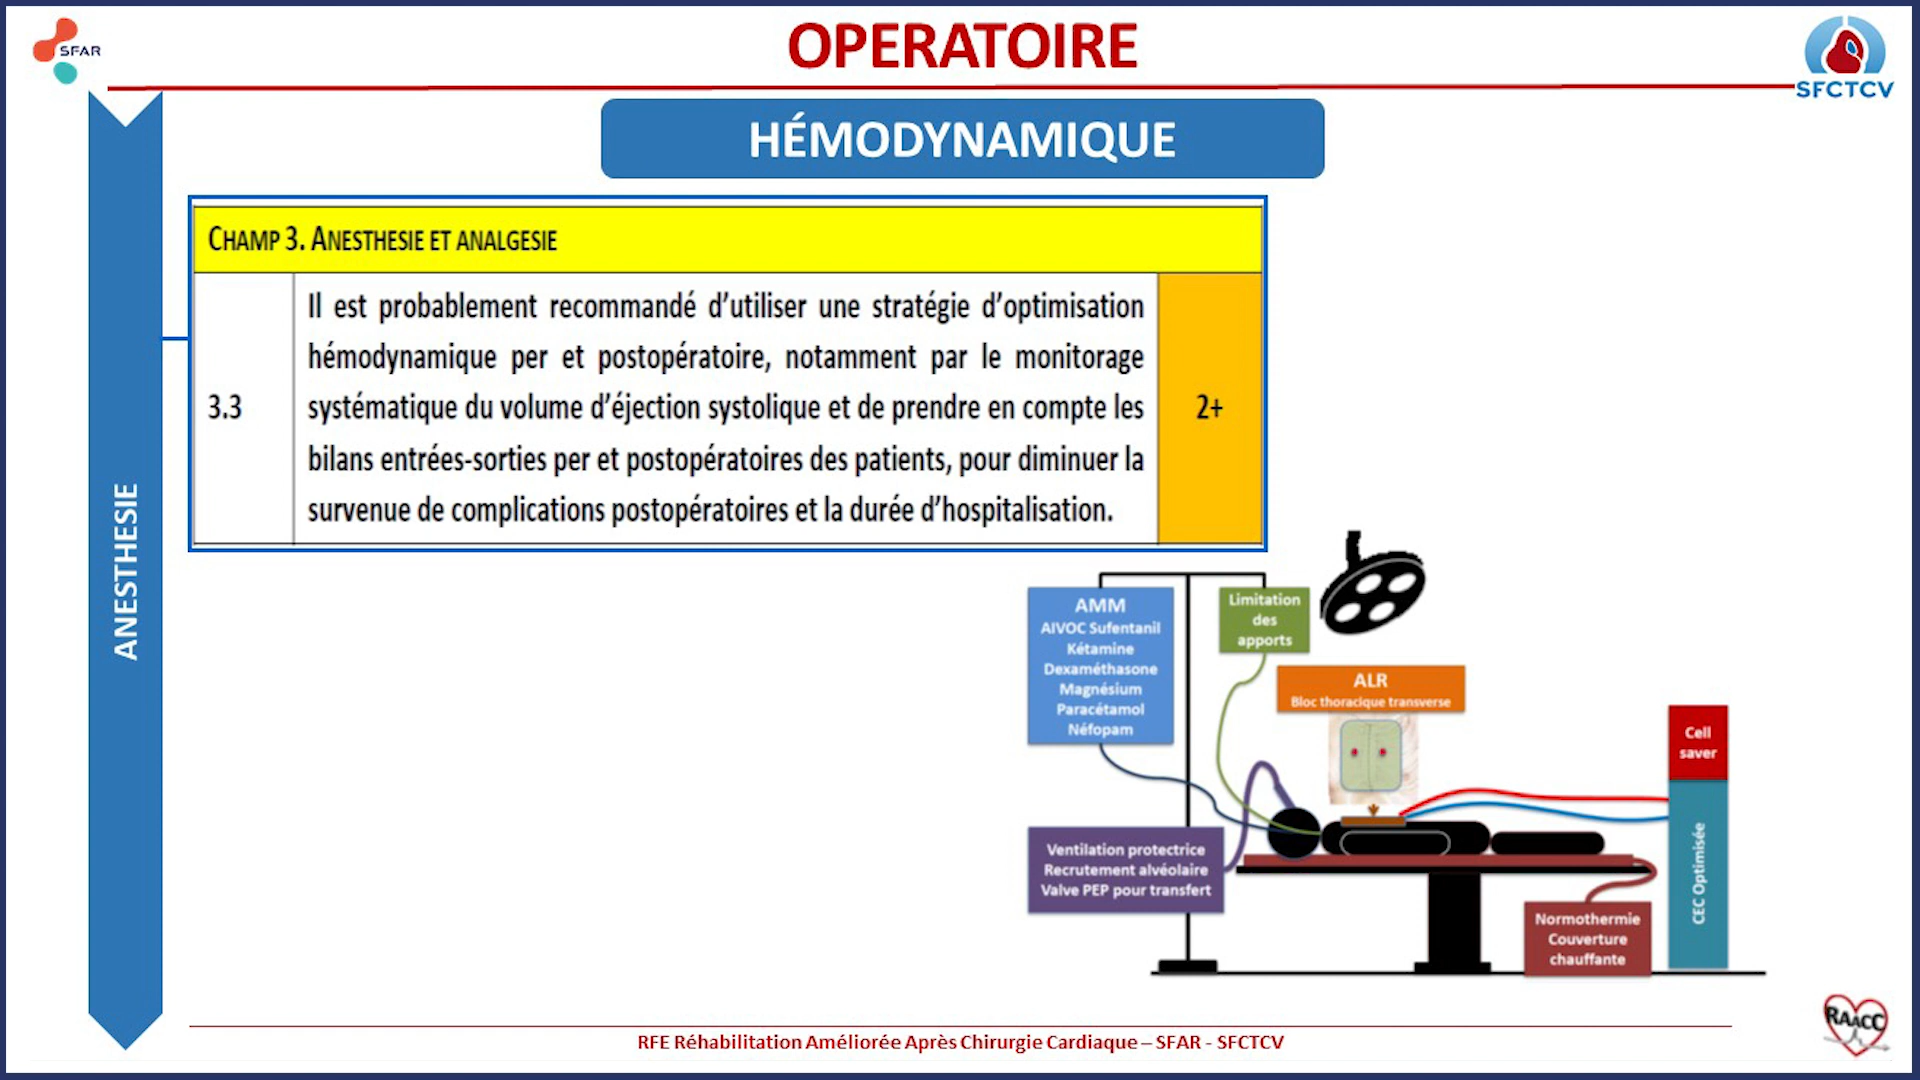 OPERATOIRE
SFAR
SFCTCV
HÉMODYNAMIQUE
ANESTHESIE
CHAMP 3. ANESTHESIE ET ANALGESIE
3.3
Il est probablement recommandé d’utiliser une stratégie d’optimisation
hémodynamique per et postopératoire, notamment par le monitorage
systématique du volume d’éjection systolique et de prendre en compte les
bilans entrées-sorties per et postopératoires des patients, pour diminuer la
survenue de complications postopératoires et la durée d’hospitalisation.
2+
AMM
AIVOC Sufentanil
Kétamine
Dexaméthasone
Magnésium
Paracétamol
Néfopam
Limitation
des
apports
ALR
Bloc thoracique transverse
Cell
saver
CEC Optimisée
Ventilation protectrice
Recrutement alvéolaire
Valve PEP pour transfert
Normothermie
Couverture
chauffante
RFE Réhabilitation Améliorée Après Chirurgie Cardiaque – SFAR - SFCTCV
RAACC